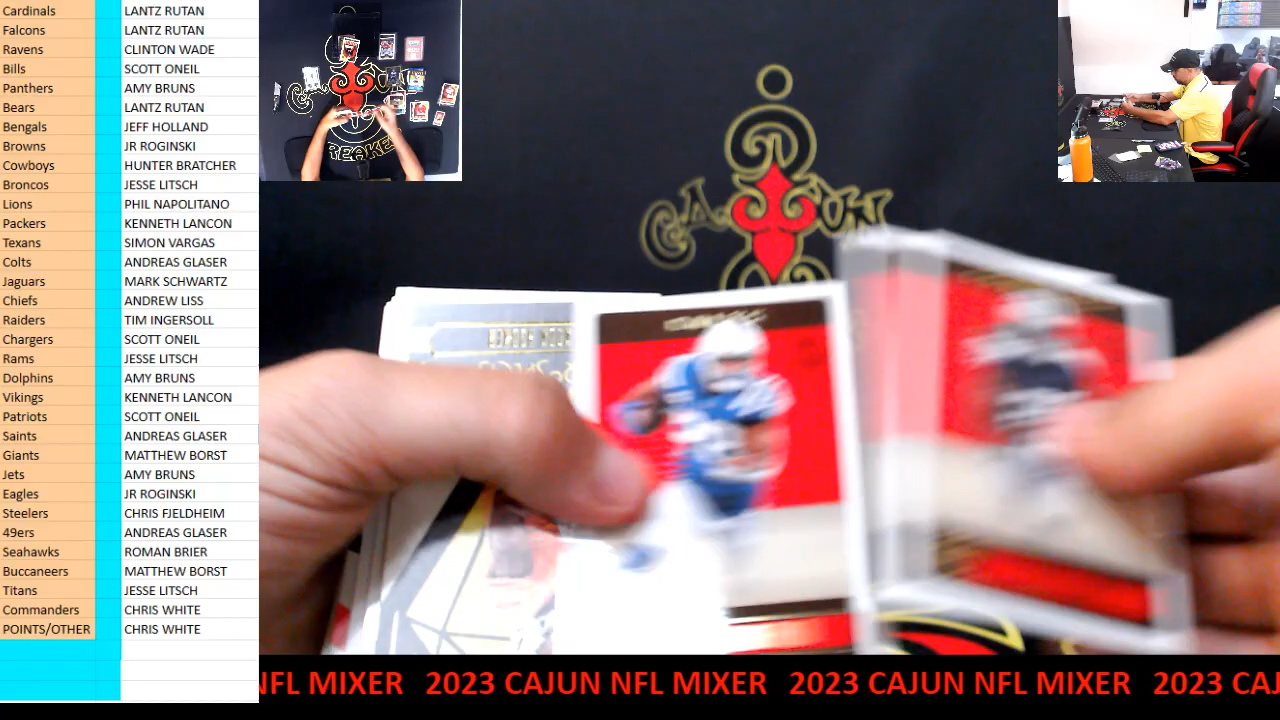 Cardinals LANTZ RUTAN
Falcons LANTZ RUTAN
Ravens CLINTON WADE
Bills SCOTT ONEIL
Panthers AMY BRUNS
Bears LANTZ RUTAN
Bengals JEFF HOLLAND
Browns JR ROGINSKI
Cowboys HUNTER BRATCHER
Broncos JESSE LITSCH
Lions PHIL NAPOLITANO
Packers KENNETH LANCON
Texans SIMON VARGAS
Colts ANDREAS GLASER
Jaguars MARK SCHWARTZ
Chiefs ANDREW LISS
Raiders TIM INGERSOLL
Chargers SCOTT ONEIL
Rams JESSE LITSCH
Dolphins AMY BRUNS
Vikings KENNETH LANCON
Patriots SCOTT ONEIL
Saints ANDREAS GLASER
Giants MATTHEW BORST
Jets AMY BRUNS
Eagles JR ROGINSKI
Steelers CHRIS FJELDHEIM
49ers ANDREAS GLASER
Seahawks ROMAN BRIER
Buccaneers MATTHEW BORST
Titans JESSE LITSCH
Commanders CHRIS WHITE
POINTS/OTHER CHRIS WHITE
CAJUN
REAKE
NFL MIXER 2023 CAJUN NFL MIXER 2023 CAJUN NFL MIXER 2023 CAJ